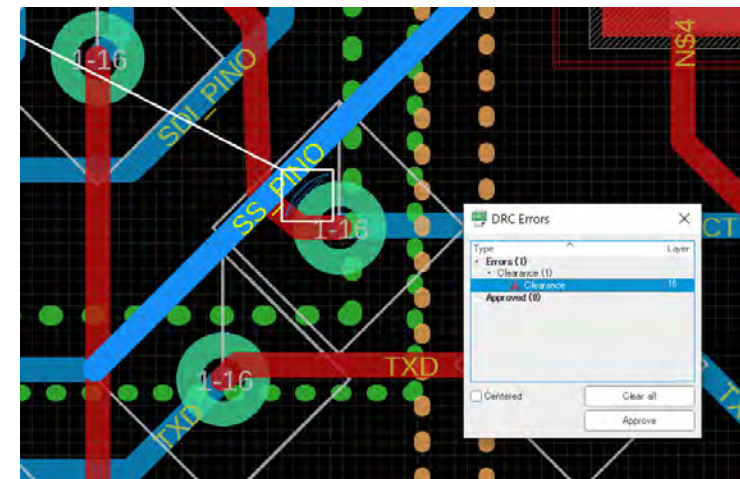 1-16
SDI_PINO
N$4
SS_PINO
1-16
CT
DRC Errors
Type
Layer
Errors (1)
Clearance (1)
Clearance
16
Approved (0)
TXD
1-16
TXD
Centered
Clear all
Approve